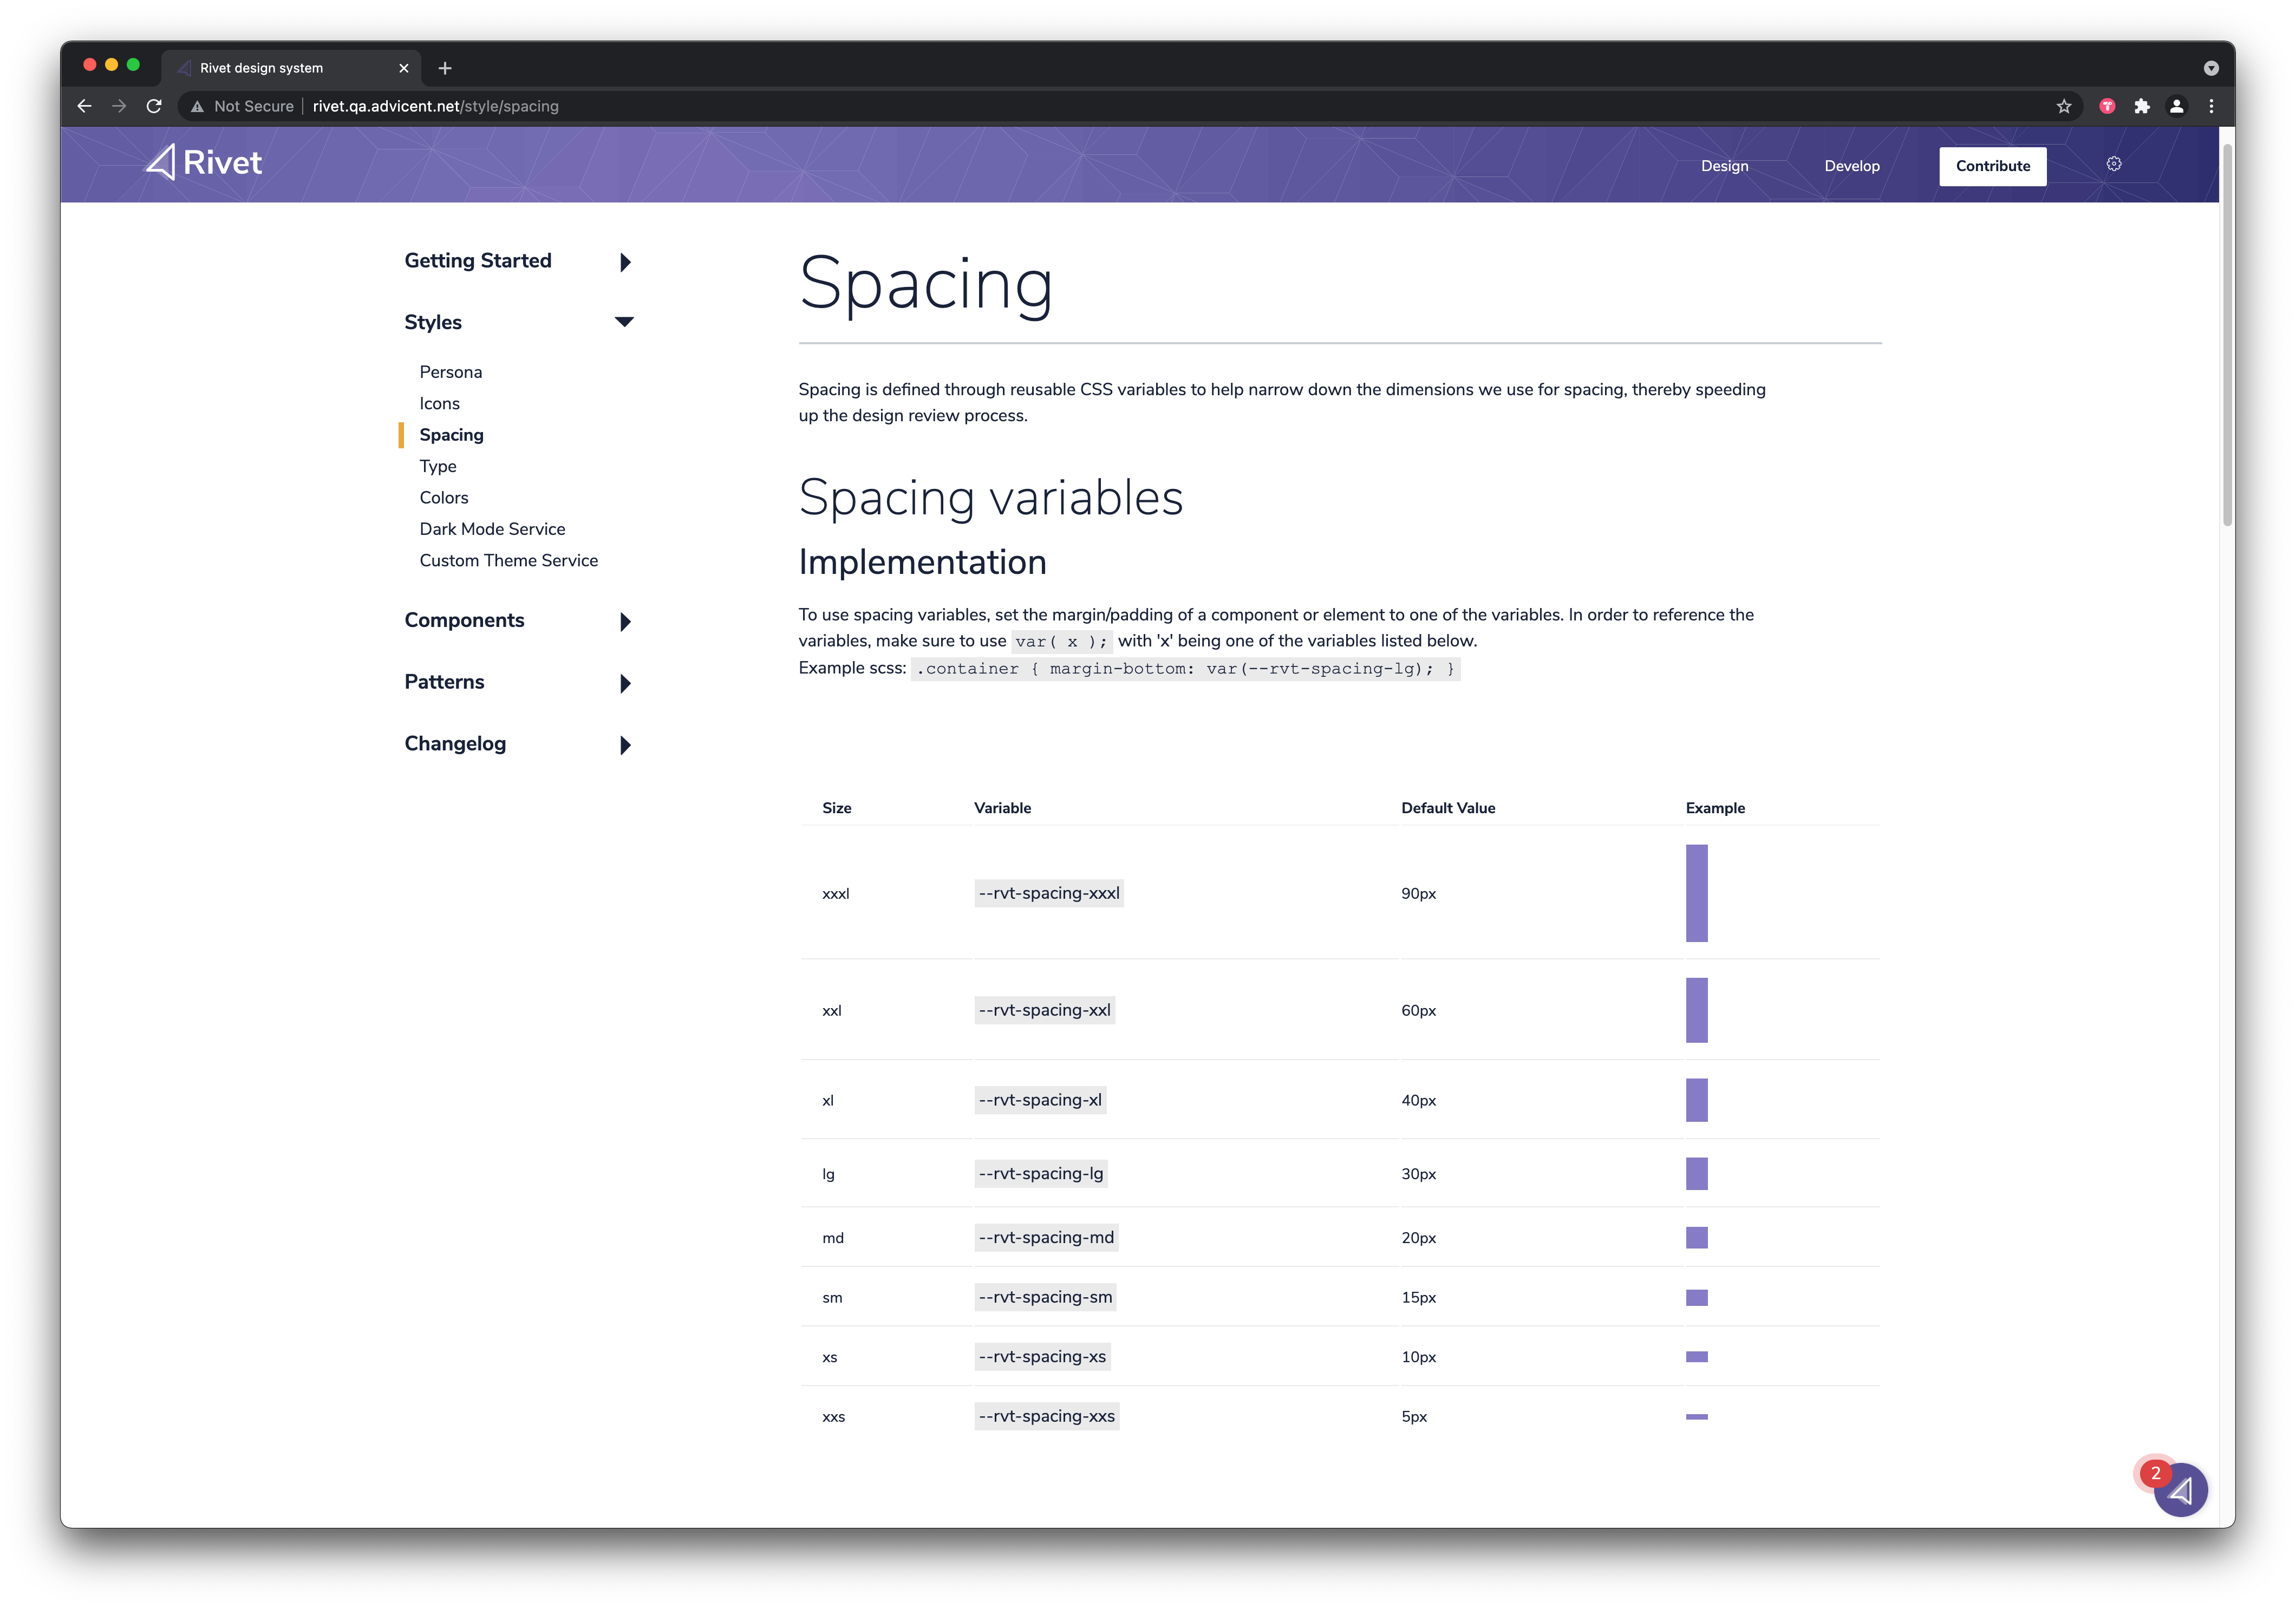 Rivet design system
Not Secure
rivet.qa.advicent.net/style/spacing
Rivet
Design
Develop
Contribute
Getting Started
Styles
Persona
Icons
Spacing
Type
Colors
Dark Mode Service
Custom Theme Service
Components
Patterns
Changelog
Spacing
Spacing is defined through reusable CSS variables to help narrow down the dimensions we use for spacing, thereby speeding
up the design review process.
Spacing variables
Implementation
To use spacing variables, set the margin/padding of a component or element to one of the variables. In order to reference the
variables, make sure to use var( x ); with 'x' being one of the variables listed below.
Example scss: .container { margin-bottom: var(--rvt-spacing-lg); }
Size Variable Default Value Example
xxxl --rvt-spacing-xxxl 90px
xxl --rvt-spacing-xxl 60px
xl --rvt-spacing-xl 40px
lg --rvt-spacing-lg 30px
md --rvt-spacing-md 20px
sm --rvt-spacing-sm 15px
xs --rvt-spacing-xs 10px
xxs --rvt-spacing-xxs 5px
2